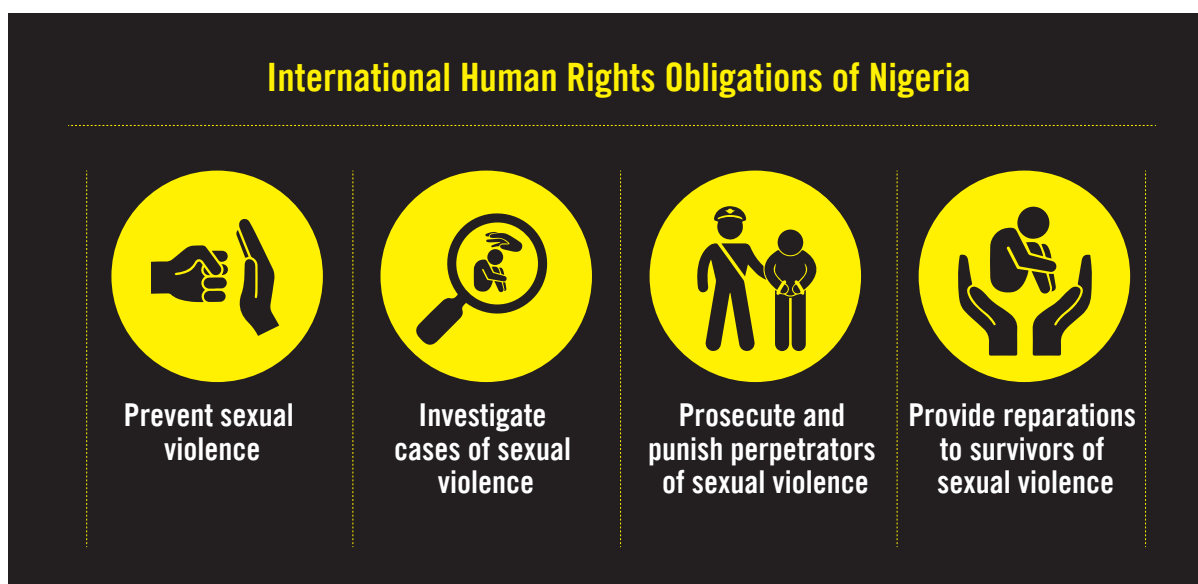 International Human Rights Obligations of Nigeria
Prevent sexual
violence
Investigate
cases of sexual
violence
Prosecute and
punish perpetrators
of sexual violence
Provide reparations
to survivors of
sexual violence